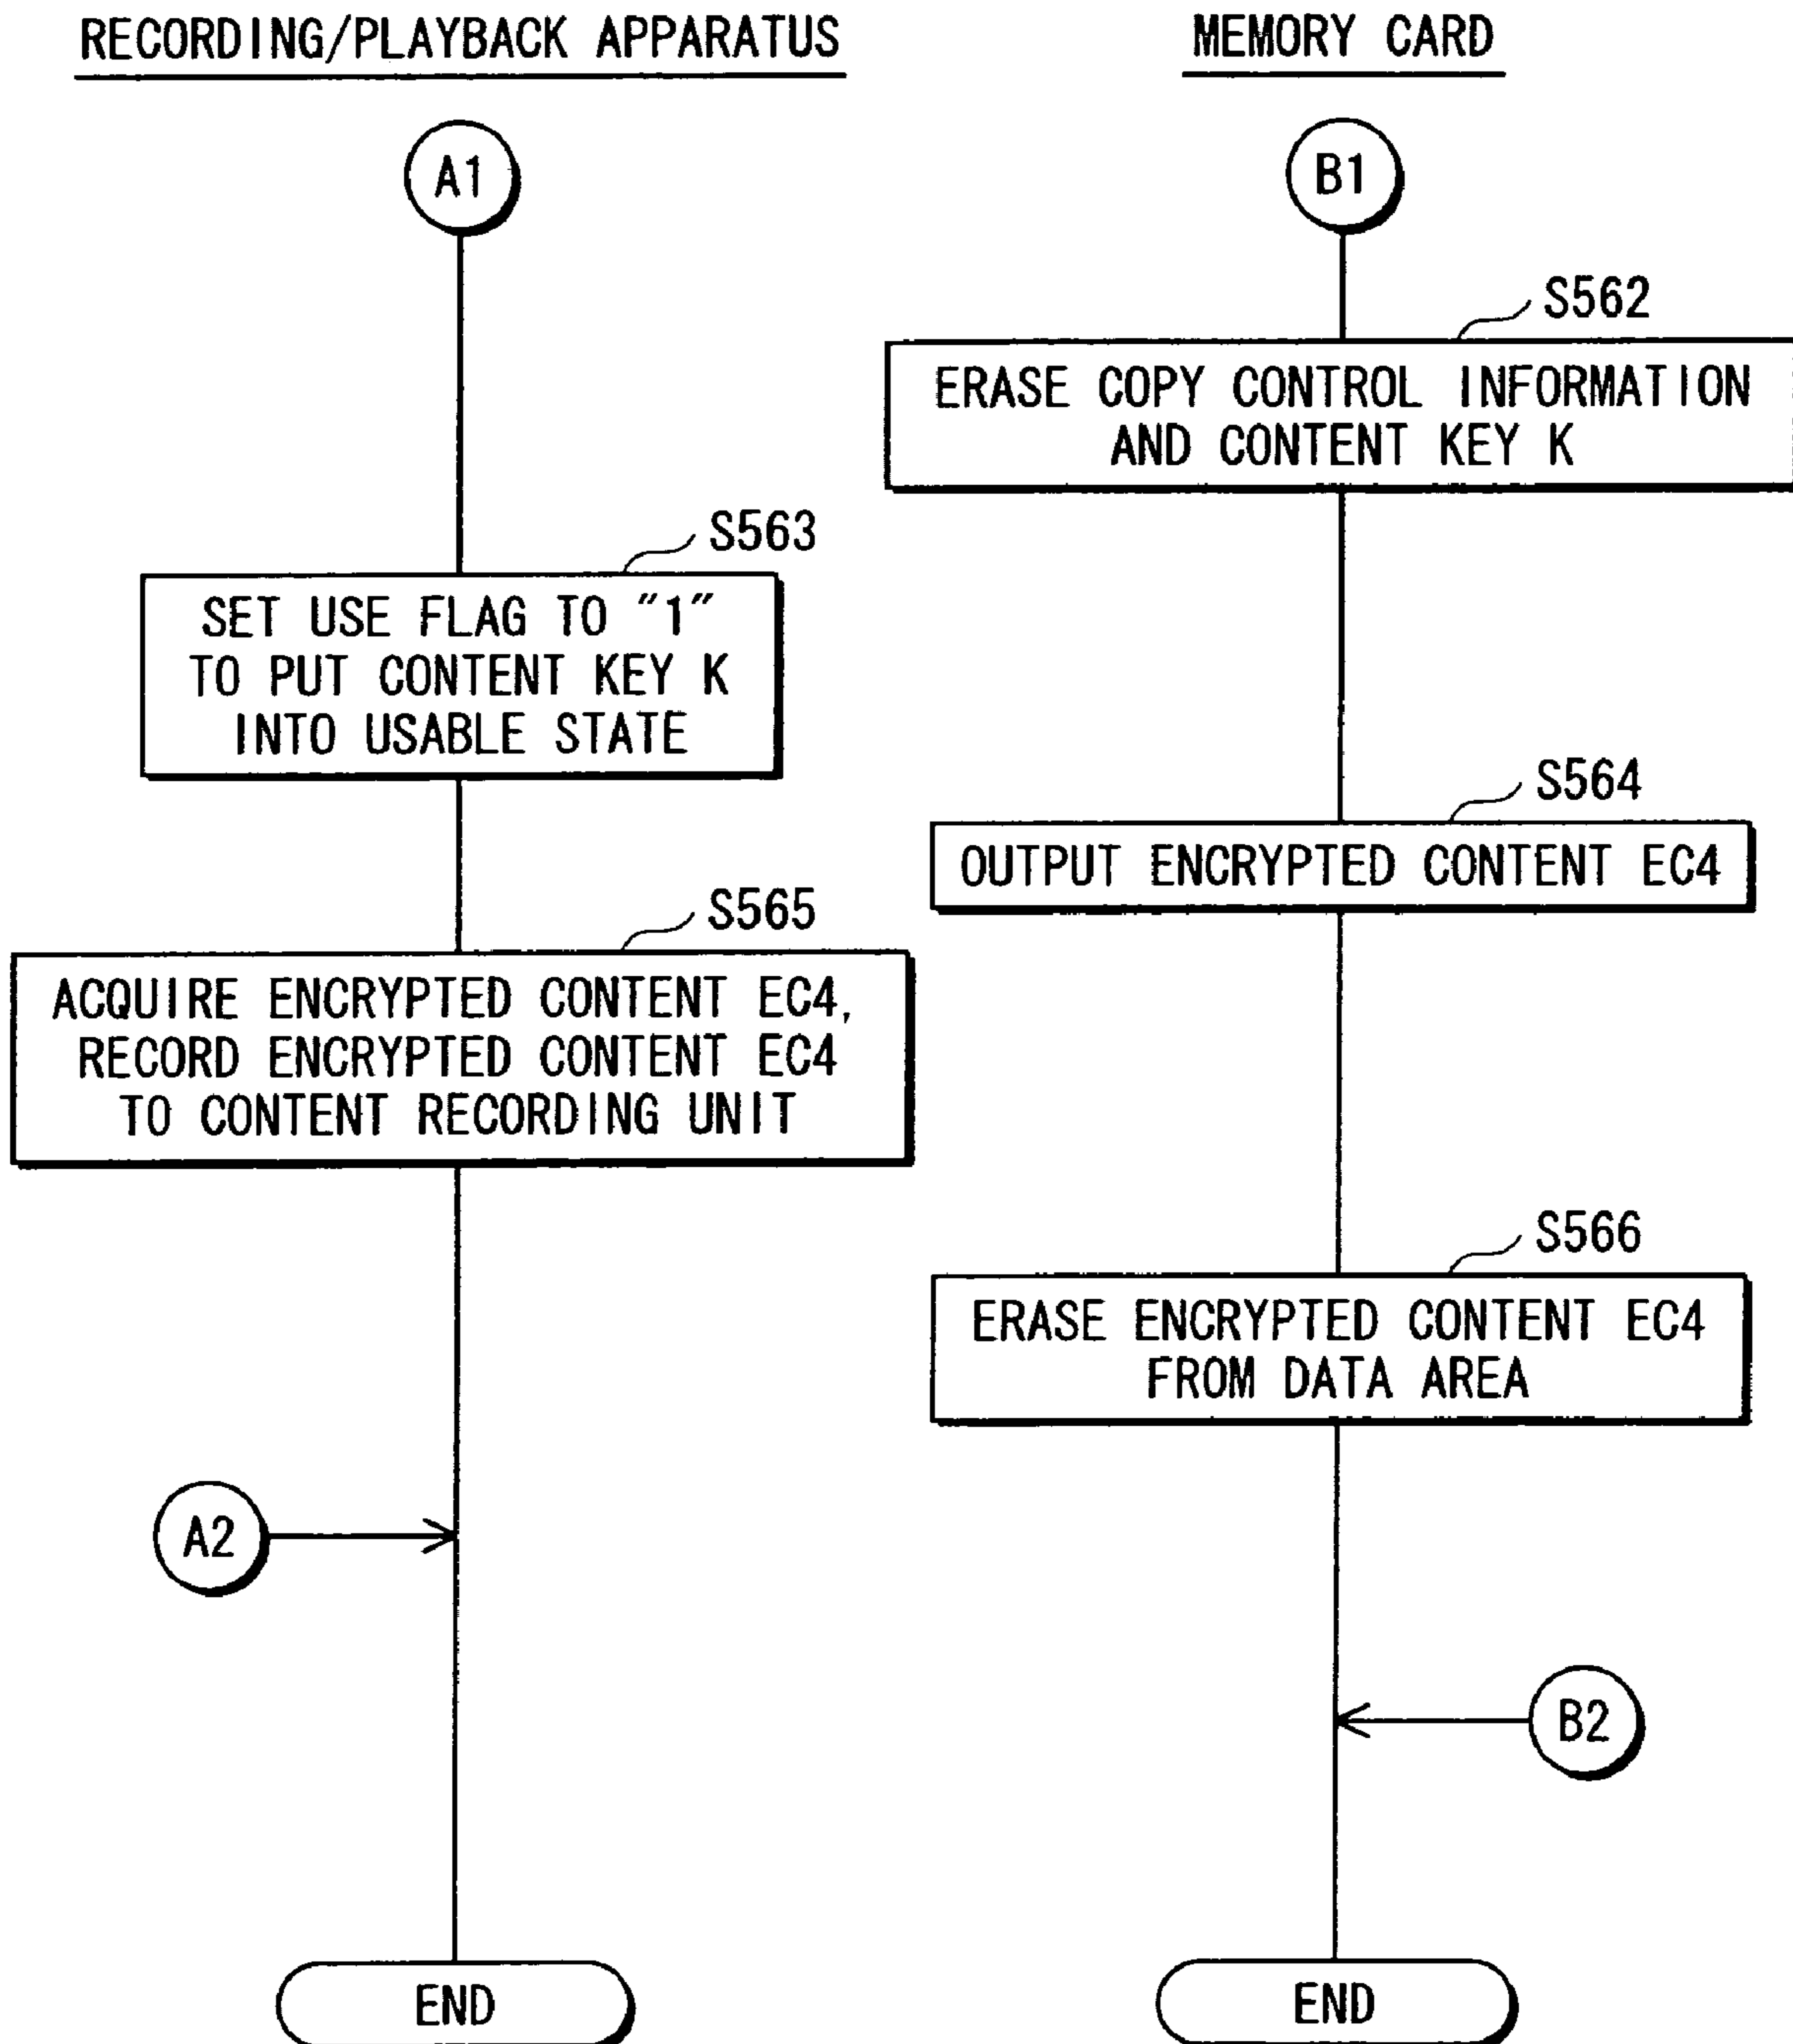 RECORDING/PLAYBACK APPARATUS
MEMORY CARD
A1
B1
S562
ERASE COPY CONTROL INFORMATION
AND CONTENT KEY K
S563
SET USE FLAG TO "1"
TO PUT CONTENT KEY K
INTO USABLE STATE
S564
OUTPUT ENCRYPTED CONTENT EC4
S565
ACQUIRE ENCRYPTED CONTENT EC4,
RECORD ENCRYPTED CONTENT EC4
TO CONTENT RECORDING UNIT
S566
ERASE ENCRYPTED CONTENT EC4
FROM DATA AREA
A2
B2
END
END